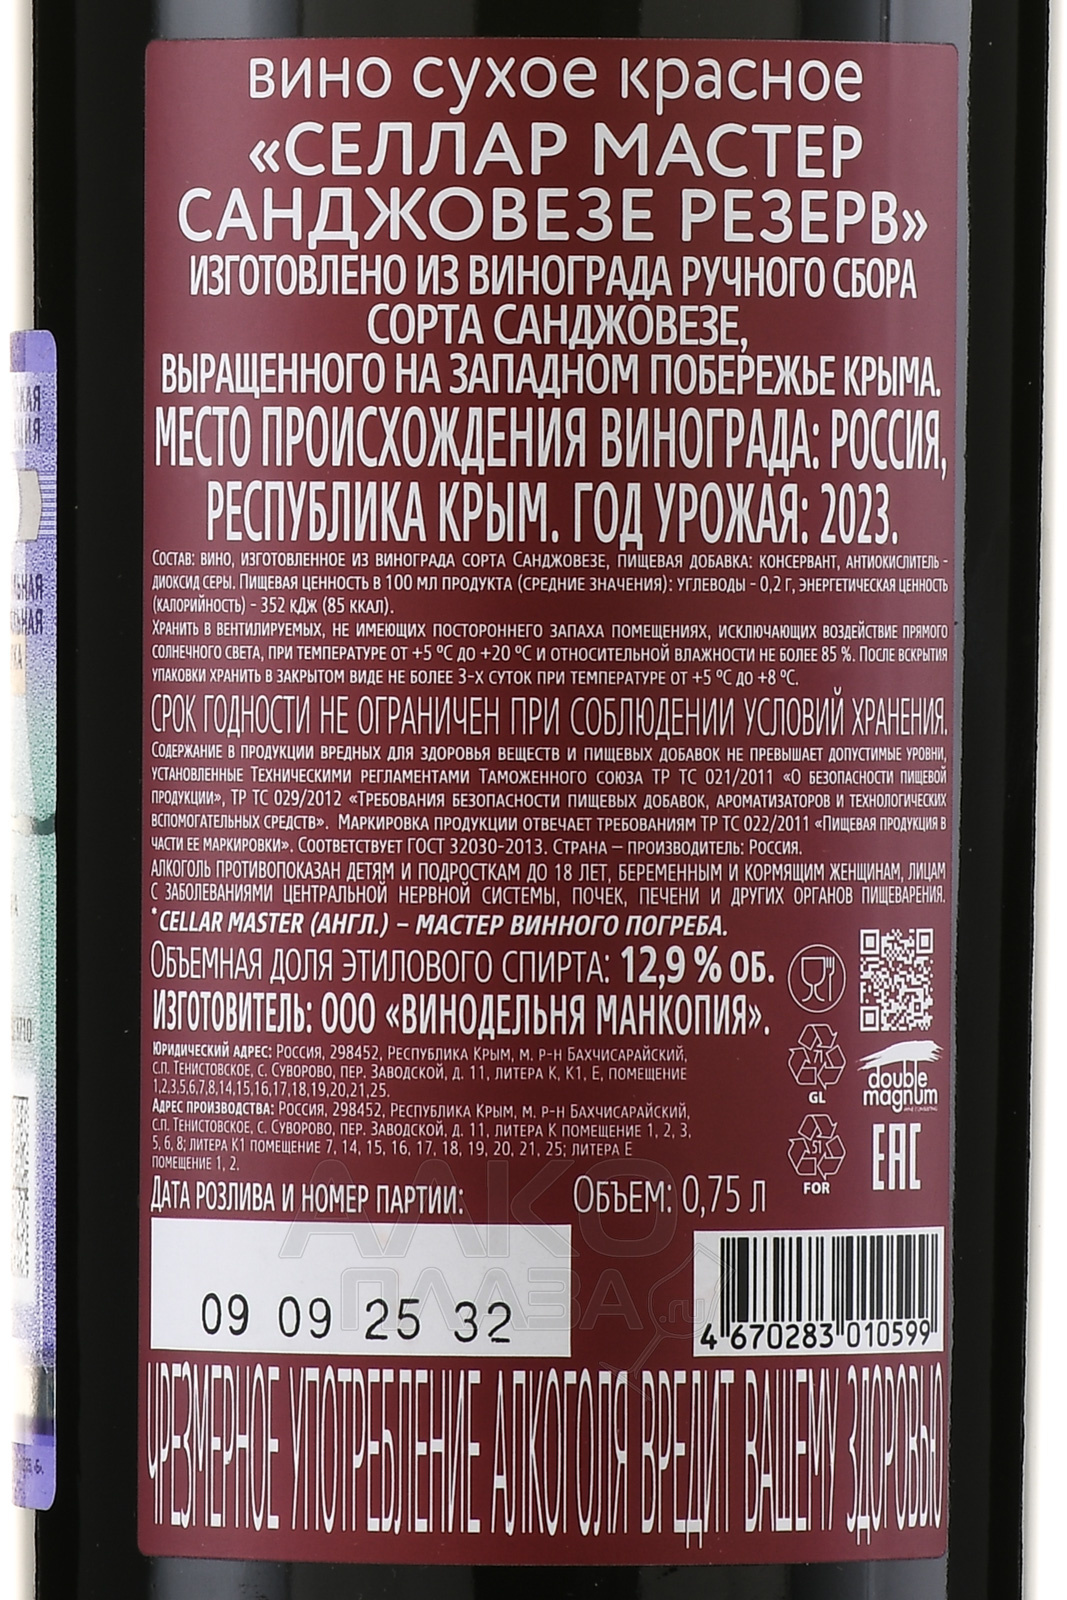 вино сухое красное
«СЕЛЛАР МАСТЕР
САНДЖОВЕЗЕ РЕЗЕРВ»
ИЗГОТОВЛЕНО ИЗ ВИНОГРАДА РУЧНОГО СБОРА
СОРТА САНДЖОВЕЗЕ,
ВЫРАЩЕННОГО НА ЗАПАДНОМ ПОБЕРЕЖЬЕ КРЫМА.
МЕСТО ПРОИСХОЖДЕНИЯ ВИНОГРАДА: РОССИЯ,
РЕСПУБЛИКА КРЫМ. ГОД УРОЖАЯ: 2023.
Состав: вино, изготовленное из винограда сорта Санджовезе, пищевая добавка: консервант, антиокислитель -
диоксид серы. Пищевая ценность в 100 мл продукта (средние значения): углеводы - 0,2 г, энергетическая ценность
(калорийность) - 352 кДж (85 ккал).
Хранить в вентилируемых, не имеющих постороннего запаха помещениях, исключающих воздействие прямого
солнечного света, при температуре от +5 °С до +20 °С и относительной влажности не более 85 %. После вскрытия
упаковки хранить в закрытом виде не более 3-х суток при температуре от +5 °С до +8 °С.
Срок годности не ограничен при соблюдении условий хранения.
Содержание в продукции вредных для здоровья веществ и пищевых добавок не превышает допустимые уровни,
установленные Техническими регламентами Таможенного союза ТР ТС 021/2011 «О безопасности пищевой
продукции», ТР ТС 029/2012 «Требования безопасности пищевых добавок, ароматизаторов и технологических
вспомогательных средств». Маркировка продукции отвечает требованиям ТР ТС 022/2011 «Пищевая продукция в
части ее маркировки». Соответствует ГОСТ 32030-2013. Страна – производитель: Россия.
Алкоголь противопоказан детям и подросткам до 18 лет, беременным и кормящим женщинам, лицам
с заболеваниями центральной нервной системы, почек, печени и других органов пищеварения.
*CELLAR MASTER (АНГЛ.) – МАСТЕР ВИННОГО ПОГРЕБА.
Объемная доля этилового спирта: 12,9 % об.
ИЗГОТОВИТЕЛЬ: ООО «ВИНОДЕЛЬНЯ МАНКОПИЯ».
Юридический адрес: Россия, 298452, Республика Крым, м. р-н Бахчисарайский,
с.п. Тенистовское, с. Суворово, пер. Заводской, д. 11, литера К, К1, Е, помещение
1,2,3,5,6,7,8,14,15,16,17,18,19,20,21,25.
Адрес производства: Россия, 298452, Республика Крым, м. р-н Бахчисарайский,
с.п. Тенистовское, с. Суворово, пер. Заводской, д. 11, литера К помещение 1, 2, 3,
5, 6, 8; литера К1 помещение 7, 14, 15, 16, 17, 18, 19, 20, 21, 25; литера Е
помещение 1, 2.
71
GL
double
magnum
51
FOR
EAC
Дата розлива и номер партии:
Объем: 0,75 л
09 09 25 32
4 670283 010599
ЧРЕЗМЕРНОЕ УПОТРЕБЛЕНИЕ АЛКОГОЛЯ ВРЕДИТ ВАШЕМУ ЗДОРОВЬЮ
АЛКО
ПЛАЗА.ru